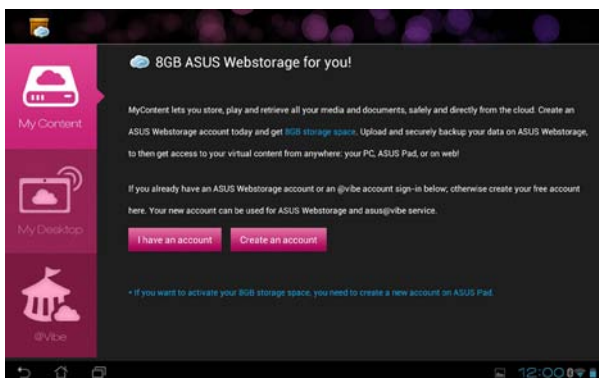 8GB ASUS Webstorage for you!
My Content
MyContent lets you store, play and retrieve all your media and documents, safely and directly from the cloud. Create an
ASUS Webstorage account today and get 8GB storage space. Upload and securely backup your data on ASUS Webstorage,
to then get access to your virtual content from anywhere: your PC, ASUS Pad, or on web!
If you already have an ASUS Webstorage account or an @vibe account sign-in below; otherwise create your free account
here. Your new account can be used for ASUS Webstorage and asus@vibe service.
My Desktop
I have an account
Create an account
• If you want to activate your 8GB storage space, you need to create a new account on ASUS Pad.
@Vibe
12:00